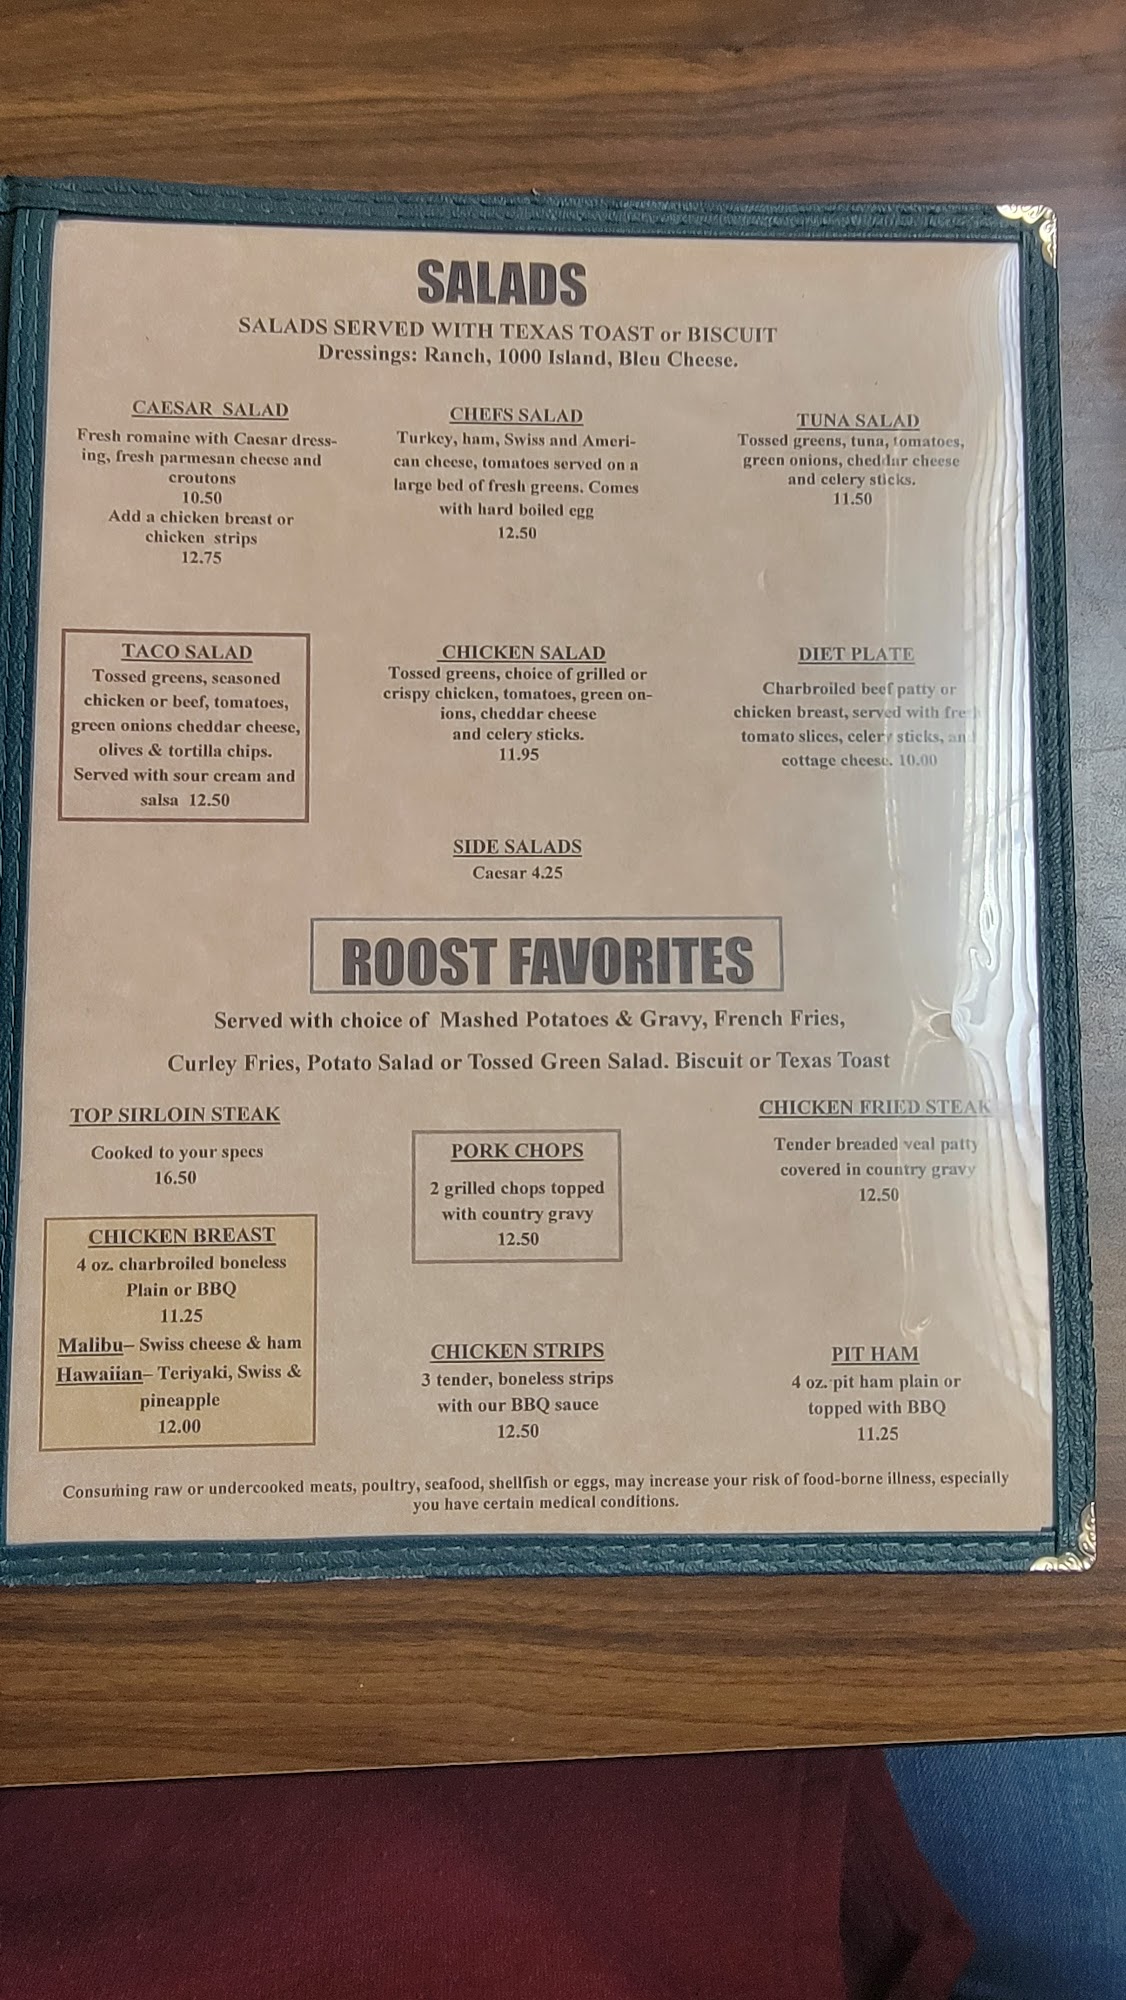 SALADS
SALADS SERVED WITH TEXAS TOAST or BISCUIT
Dressings: Ranch, 1000 Island, Bleu Cheese.
CAESAR SALAD
Fresh romaine with Caesar dress-
ing, fresh parmesan cheese and
croutons
10.50
Add a chicken breast or
chicken strips
12.75
CHEFS SALAD
Turkey, ham, Swiss and Ameri-
can cheese, tomatoes served on a
large bed of fresh greens. Comes
with hard boiled egg
12.50
TUNA SALAD
Tossed greens, tuna, tomatoes,
green onions, cheddar cheese
and celery sticks.
11.50
TACO SALAD
Tossed greens, seasoned
chicken or beef, tomatoes,
green onions cheddar cheese,
olives & tortilla chips.
Served with sour cream and
salsa 12.50
CHICKEN SALAD
Tossed greens, choice of grilled or
crispy chicken, tomatoes, green on-
ions, cheddar cheese
and celery sticks.
11.95
DIET PLATE
Charbroiled beef patty or
chicken breast, served with fresh
tomato slices, celery sticks, and
cottage cheese. 10.00
SIDE SALADS
Caesar 4.25
ROOST FAVORITES
Served with choice of Mashed Potatoes & Gravy, French Fries,
Curley Fries, Potato Salad or Tossed Green Salad. Biscuit or Texas Toast
TOP SIRLOIN STEAK
Cooked to your specs
16.50
PORK CHOPS
2 grilled chops topped
with country gravy
12.50
CHICKEN FRIED STEAK
Tender breaded veal patty
covered in country gravy
12.50
CHICKEN BREAST
4 oz. charbroiled boneless
Plain or BBQ
11.25
Malibu– Swiss cheese & ham
Hawaiian– Teriyaki, Swiss &
pineapple
12.00
CHICKEN STRIPS
3 tender, boneless strips
with our BBQ sauce
12.50
PIT HAM
4 oz. pit ham plain or
topped with BBQ
11.25
Consuming raw or undercooked meats, poultry, seafood, shellfish or eggs, may increase your risk of food-borne illness, especially
you have certain medical conditions.